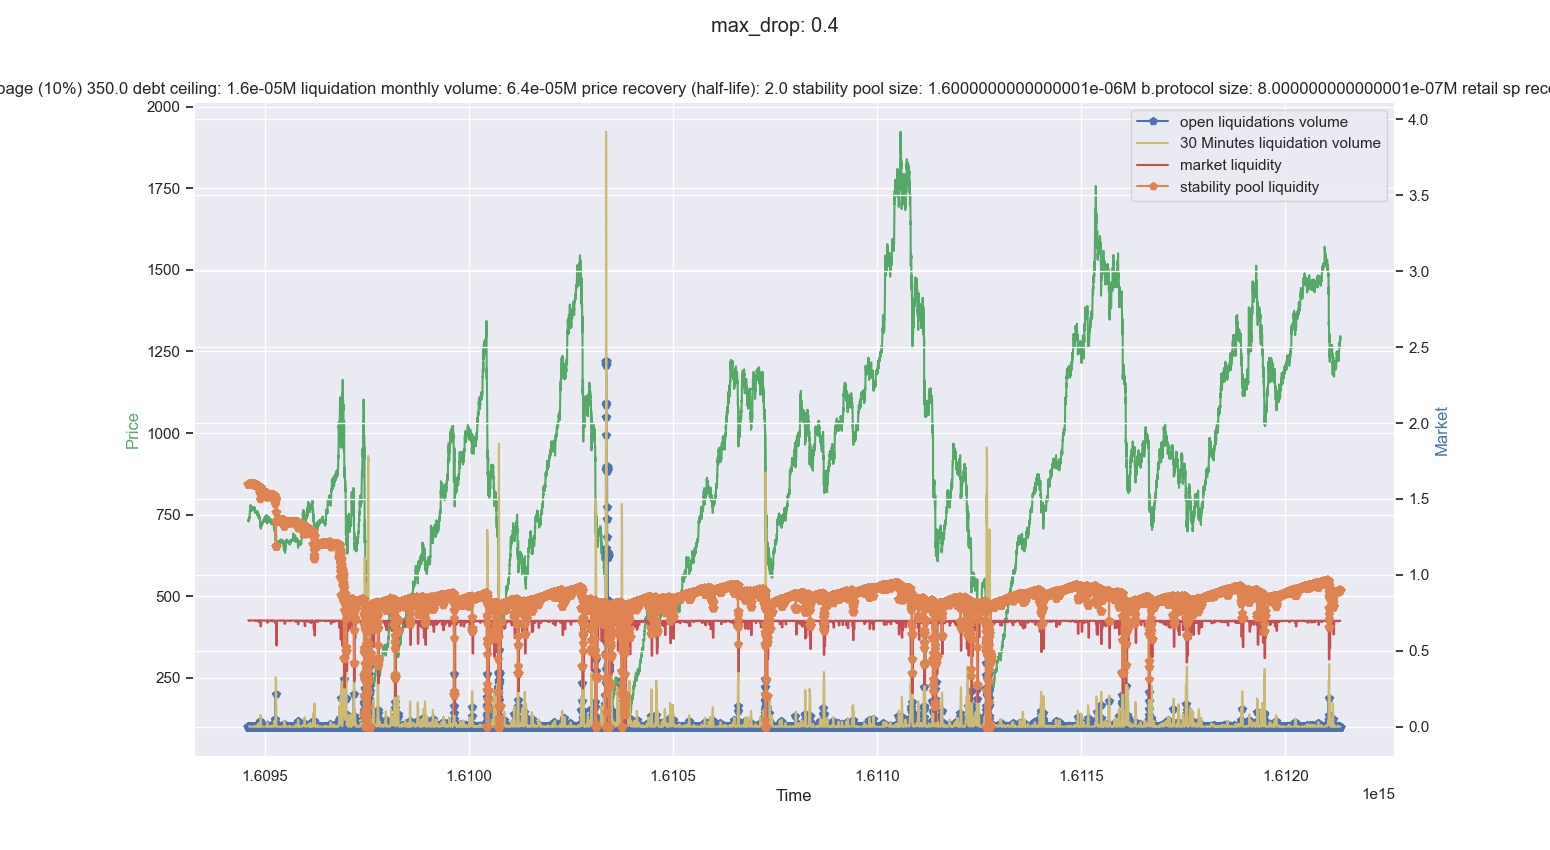 max_drop: 0.4
(10%) 350.0 debt ceiling: 1.6e-05M liquidation monthly volume: 6.4e-05M price recovery (half-life): 2.0 stability pool size: 1.6000000000000001e-06M b.protocol size: 8.000000000000001e-07M retail sp
2000
1750
1500
1250
1000
750
500
250
Price
open liquidations volume
30 Minutes liquidation volume
market liquidity
stability pool liquidity
4.0
3.5
3.0
2.5
2.0
1.5
1.0
0.5
0.0
Market
1.6095 1.6100 1.6105 1.6110 1.6115 1.6120
Time
1e15